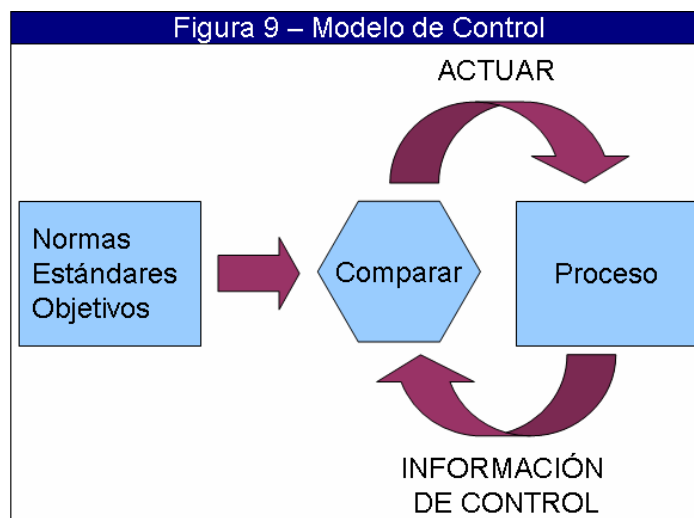 Figura 9 – Modelo de Control
ACTUAR
Normas
Estándares
Objetivos
Comparar
Proceso
INFORMACIÓN
DE CONTROL